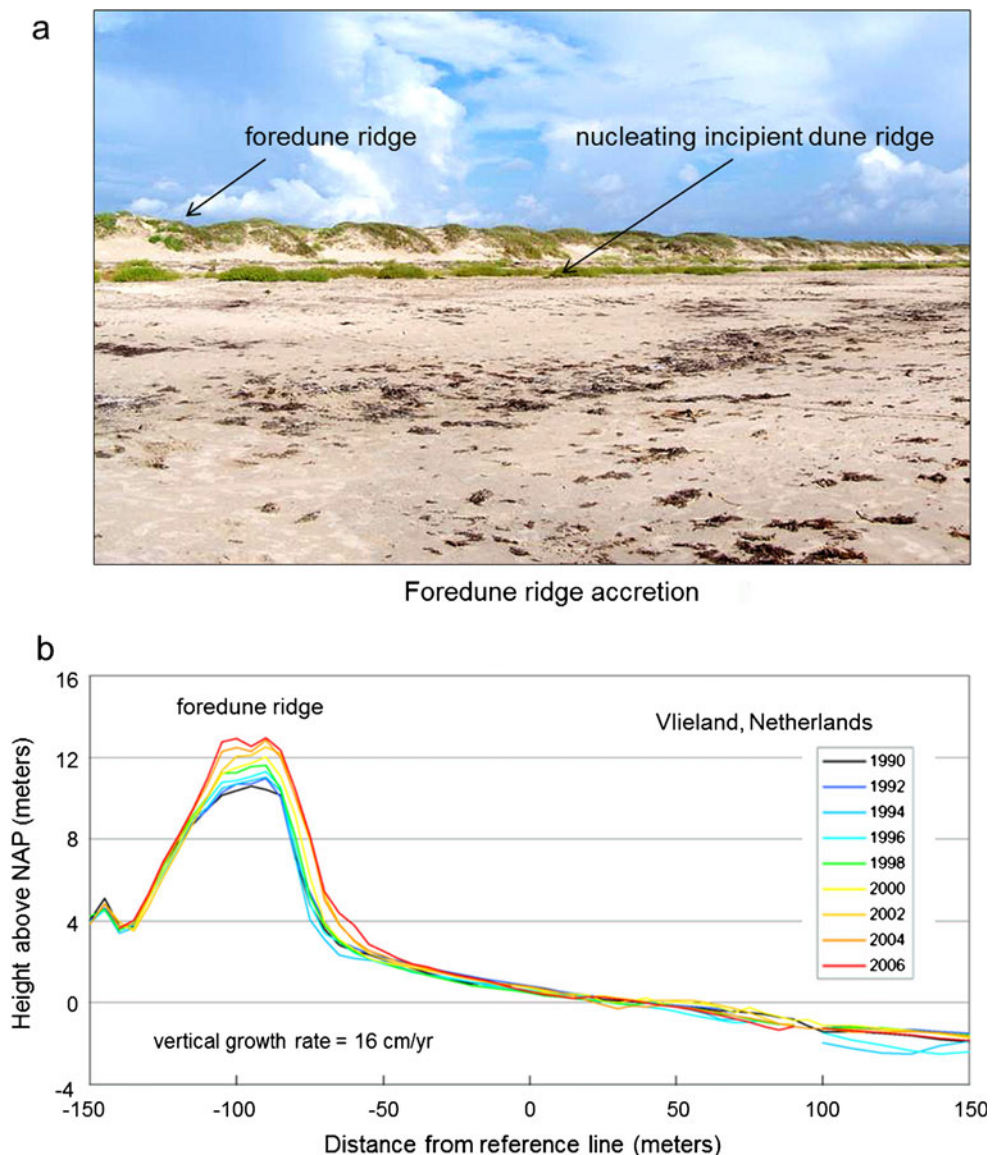 a
foredune ridge
nucleating incipient dune ridge
Foredune ridge accretion
b
16
12
8
4
0
-4
Height above NAP (meters)
foredune ridge
Vlieland, Netherlands
1990
1992
1994
1996
1998
2000
2002
2004
2006
vertical growth rate = 16 cm/yr
-150
-100
-50
0
50
100
150
Distance from reference line (meters)